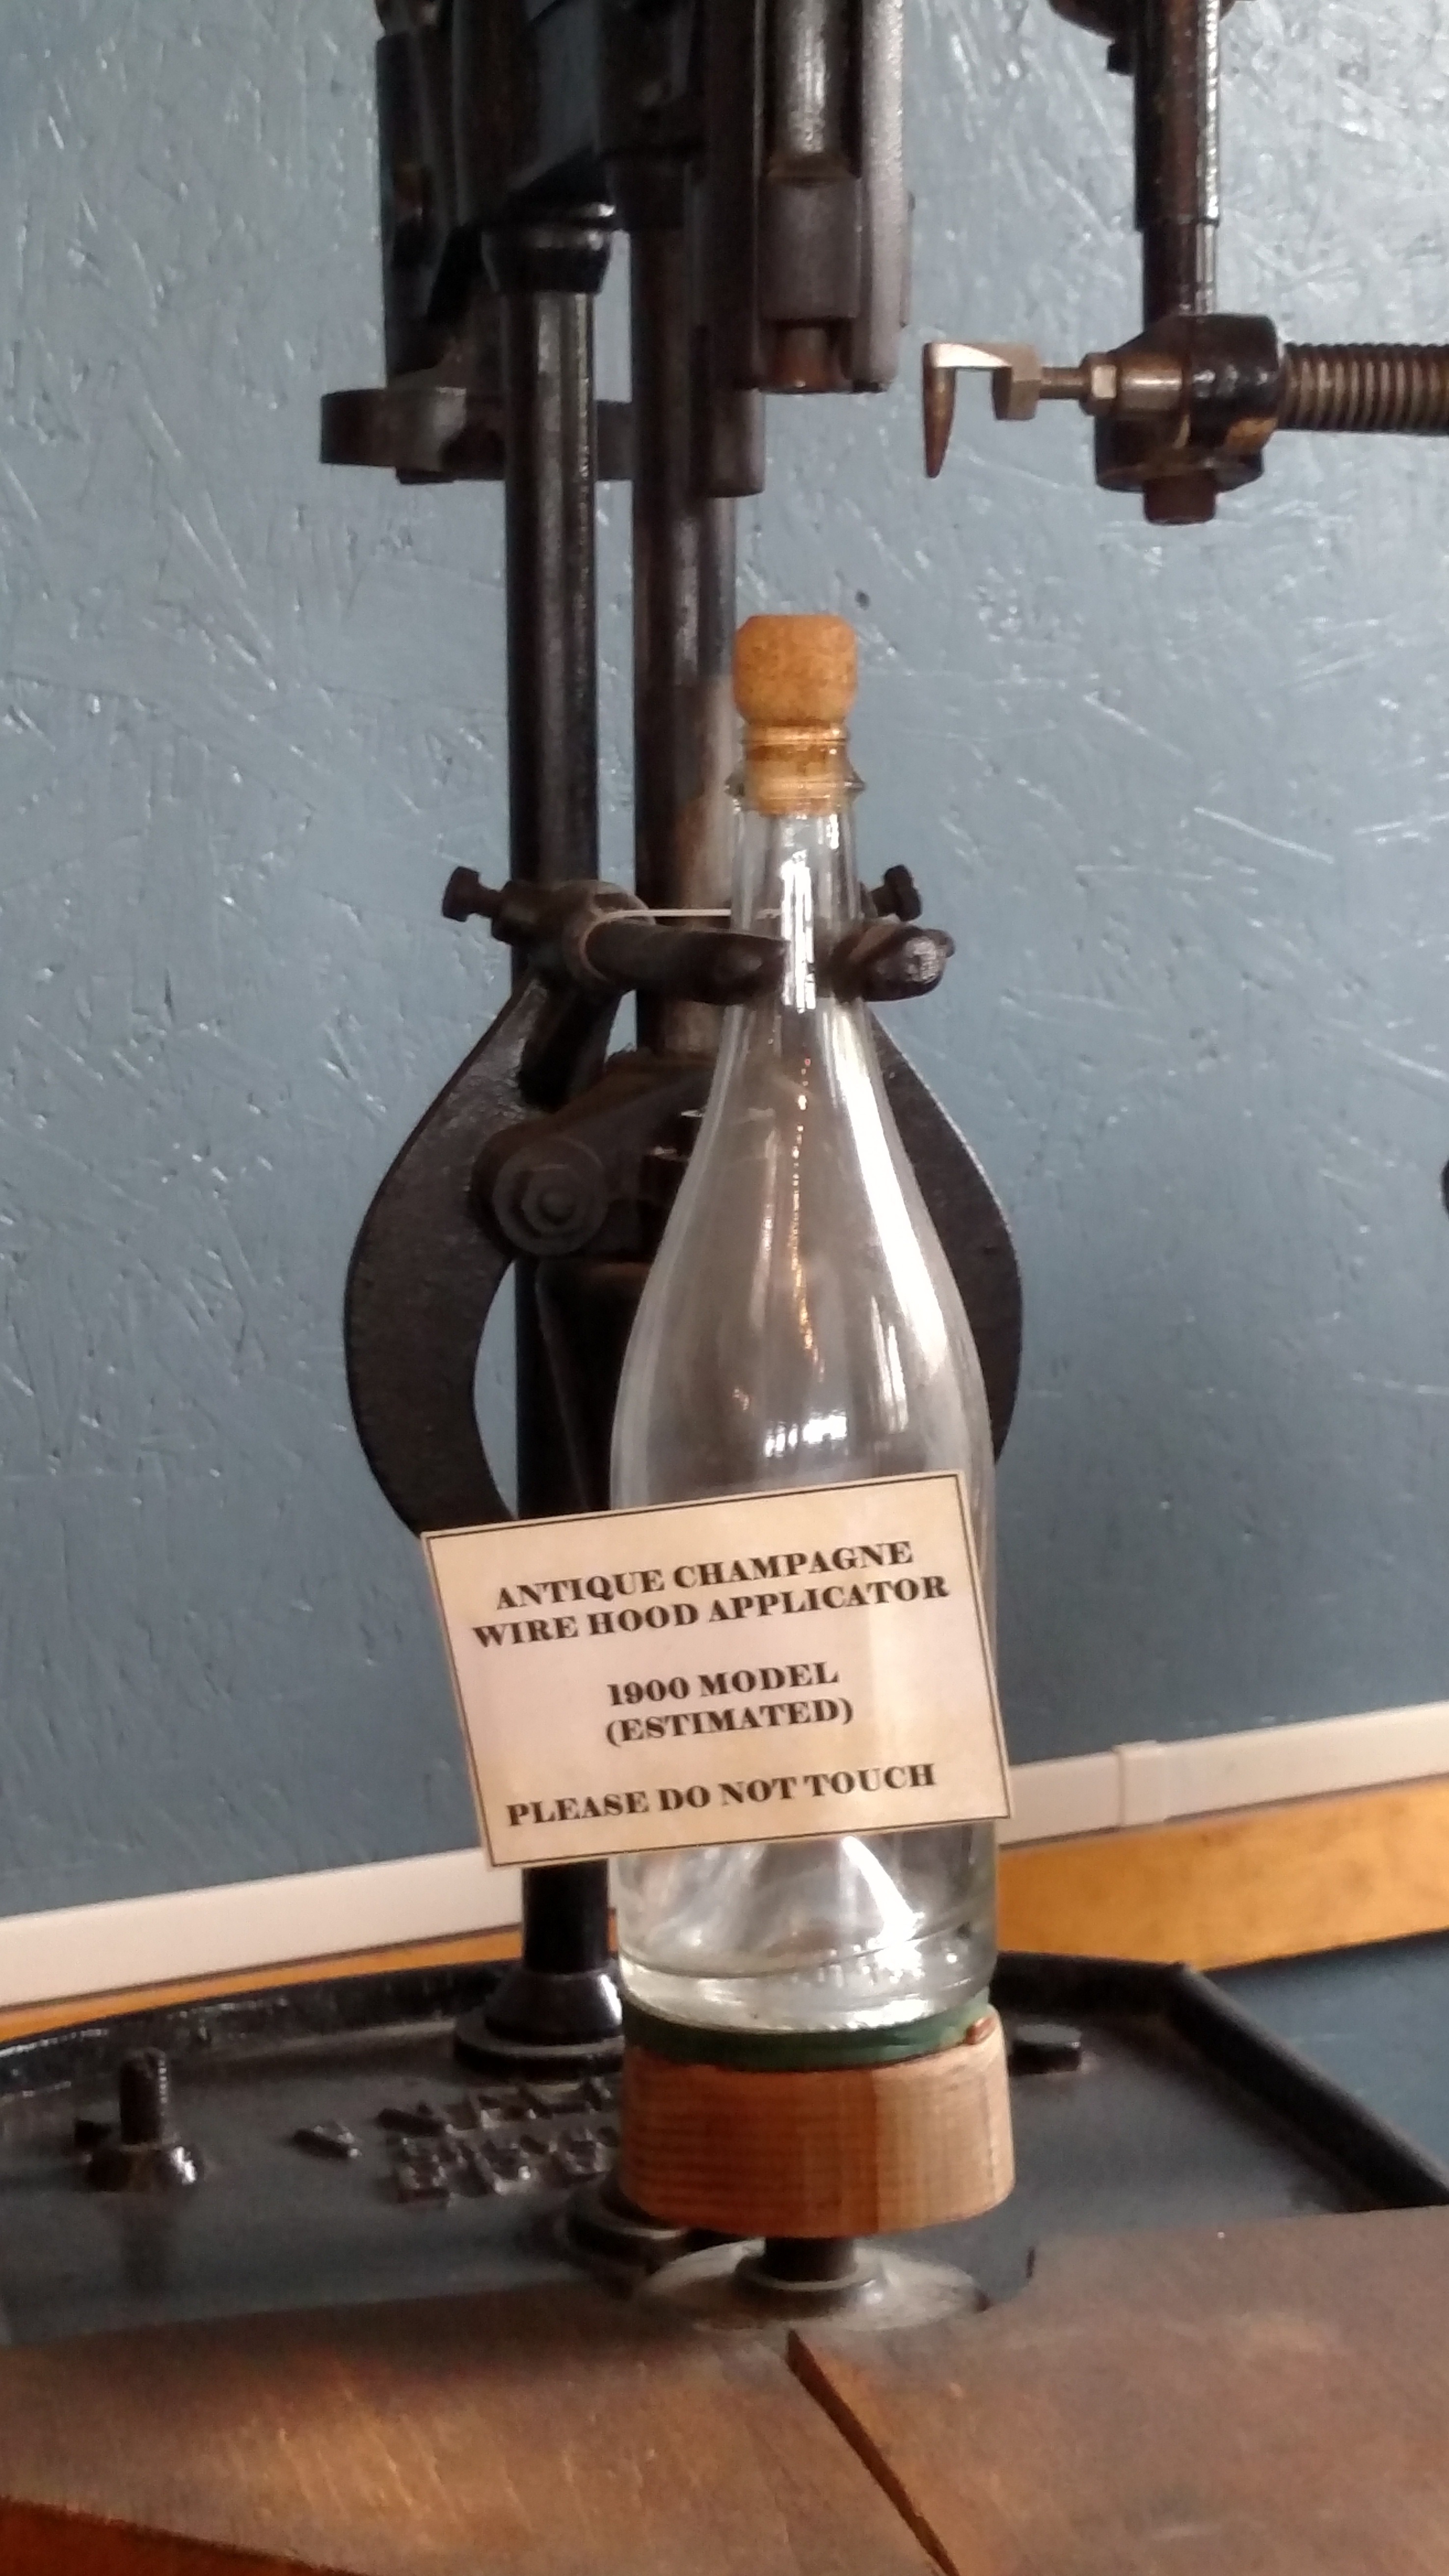 ANTIQUE CHAMPAGNE
WIRE HOOD APPLICATOR
1900 MODEL
(ESTIMATED)
PLEASE DO NOT TOUCH